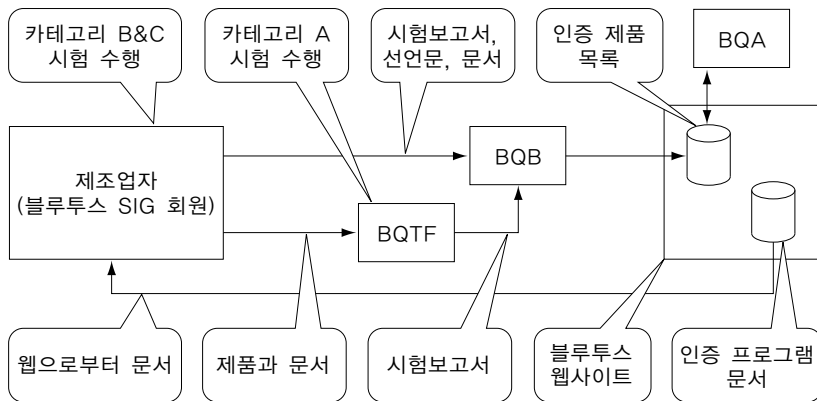 카테고리 B&C
시험 수행
카테고리 A
시험 수행
시험보고서,
선언문, 문서
인증 제품
목록
BQA
제조업자
(블루투스 SIG 회원)
BQB
BQTF
웹으로부터 문서
제품과 문서
시험보고서
블루투스
웹사이트
인증 프로그램
문서